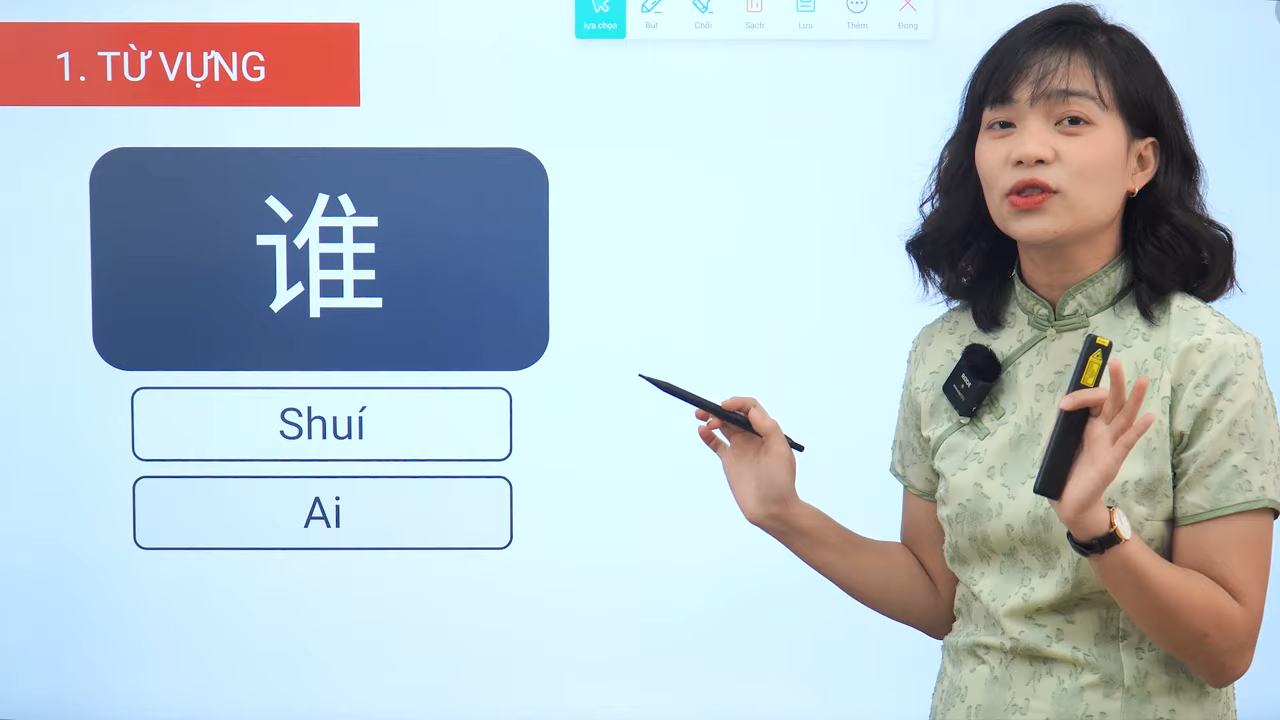 lựa chọn
Bút
Chổi
Sạch
Lưu
Thêm
Đóng
1. TỪ VỰNG
谁
Shuí
Ai